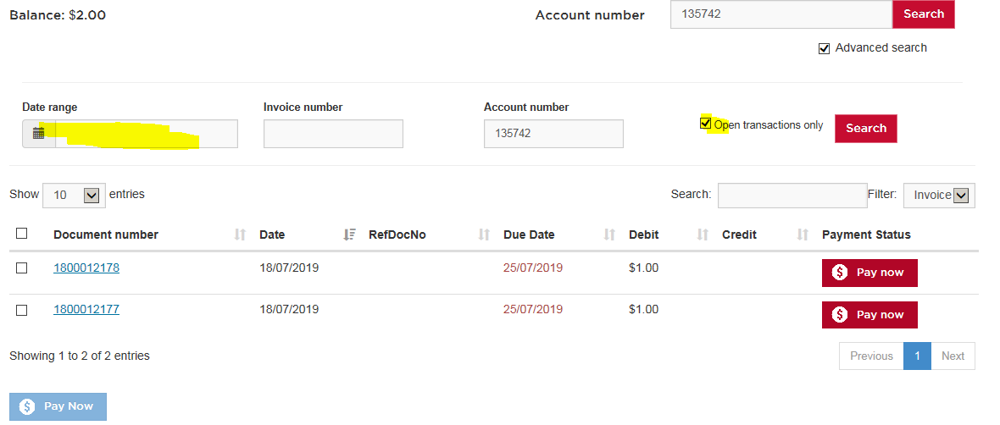 Balance: $2.00
Account number 135742 Search
Advanced search
Date range Invoice number Account number
135742 Open transactions only Search
Show 10 entries Search: Filter: Invoice
Document number Date RefDocNo Due Date Debit Credit Payment Status
1800012178 18/07/2019 25/07/2019 $1.00 $ Pay now
1800012177 18/07/2019 25/07/2019 $1.00 $ Pay now
Showing 1 to 2 of 2 entries Previous 1 Next
$ Pay Now